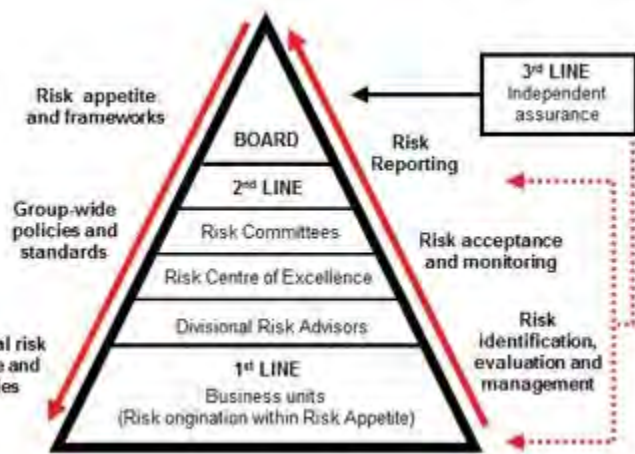 Risk appetite
and frameworks
Group-wide
policies and
standards
risk
and
BOARD
2nd LINE
Risk Committees
Risk Centre of Excellence
Divisional Risk Advisors
1st LINE
Business units
(Risk origination within Risk Appetite)
Risk
Reporting
Risk acceptance
and monitoring
Risk
identification,
evaluation and
management
3rd LINE
Independent
assurance